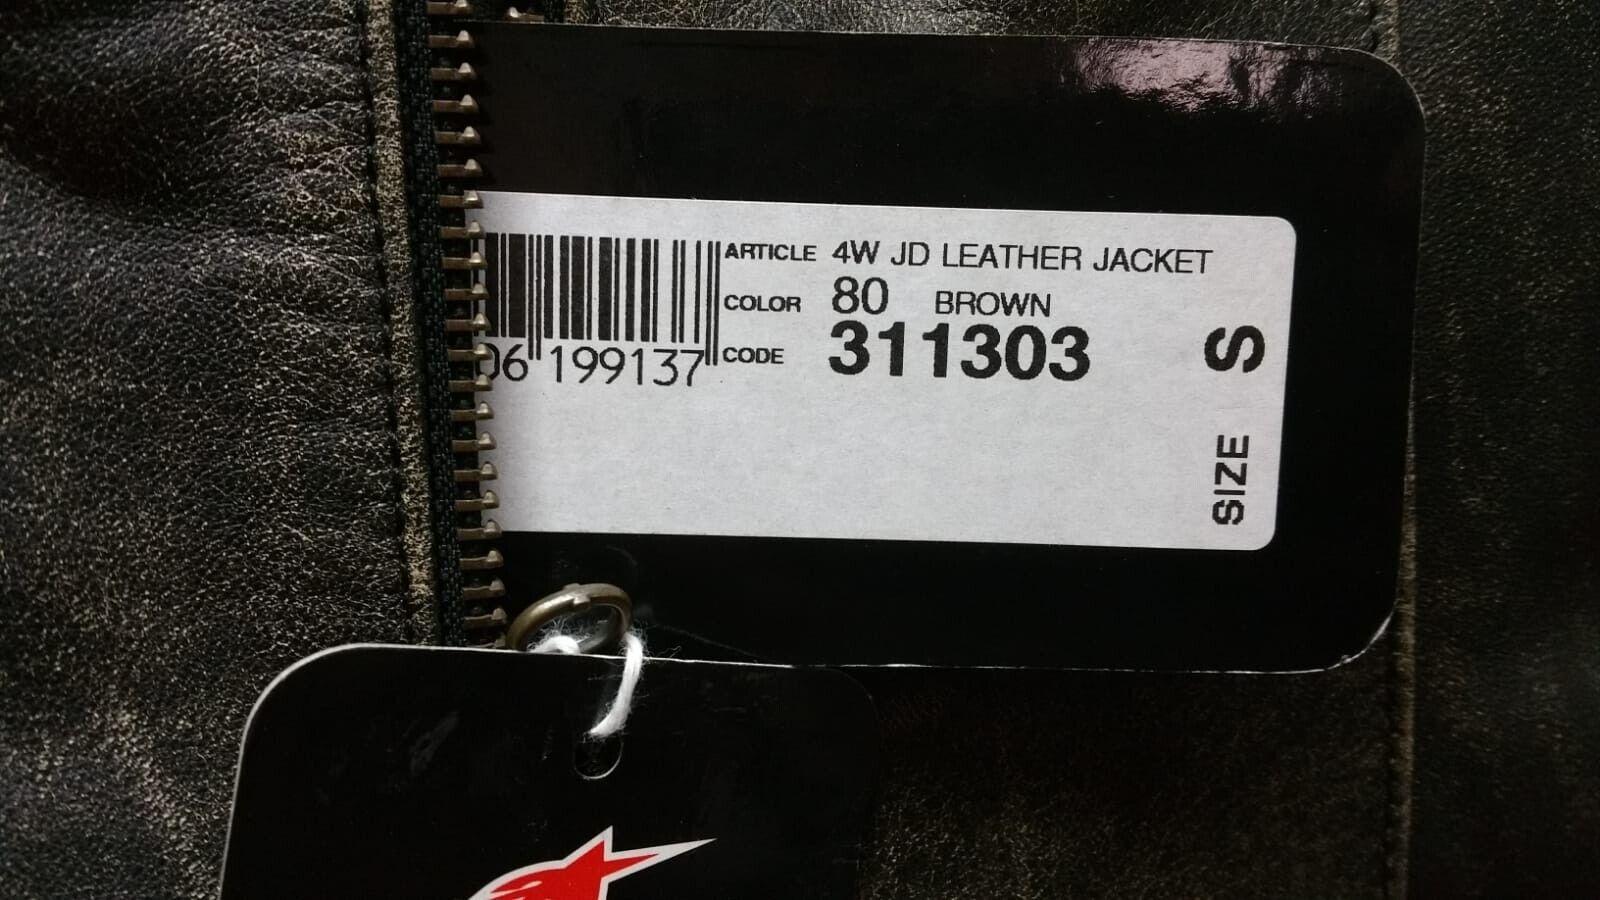 ARTICLE 4W JD LEATHER JACKET
COLOR 80 BROWN
CODE 311303
06 199137
SIZE S